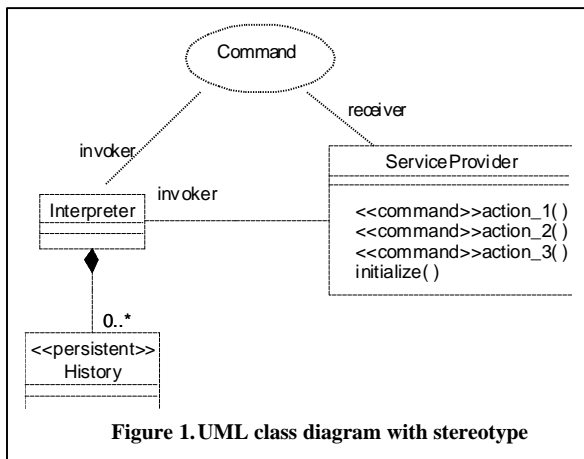 Command
receiver
invoker
ServiceProvider
invoker
Interpreter
<<command>>action_1()
<<command>>action_2()
<<command>>action_3()
initialize()
0..*
<<persistent>>
History
Figure 1. UML class diagram with stereotype